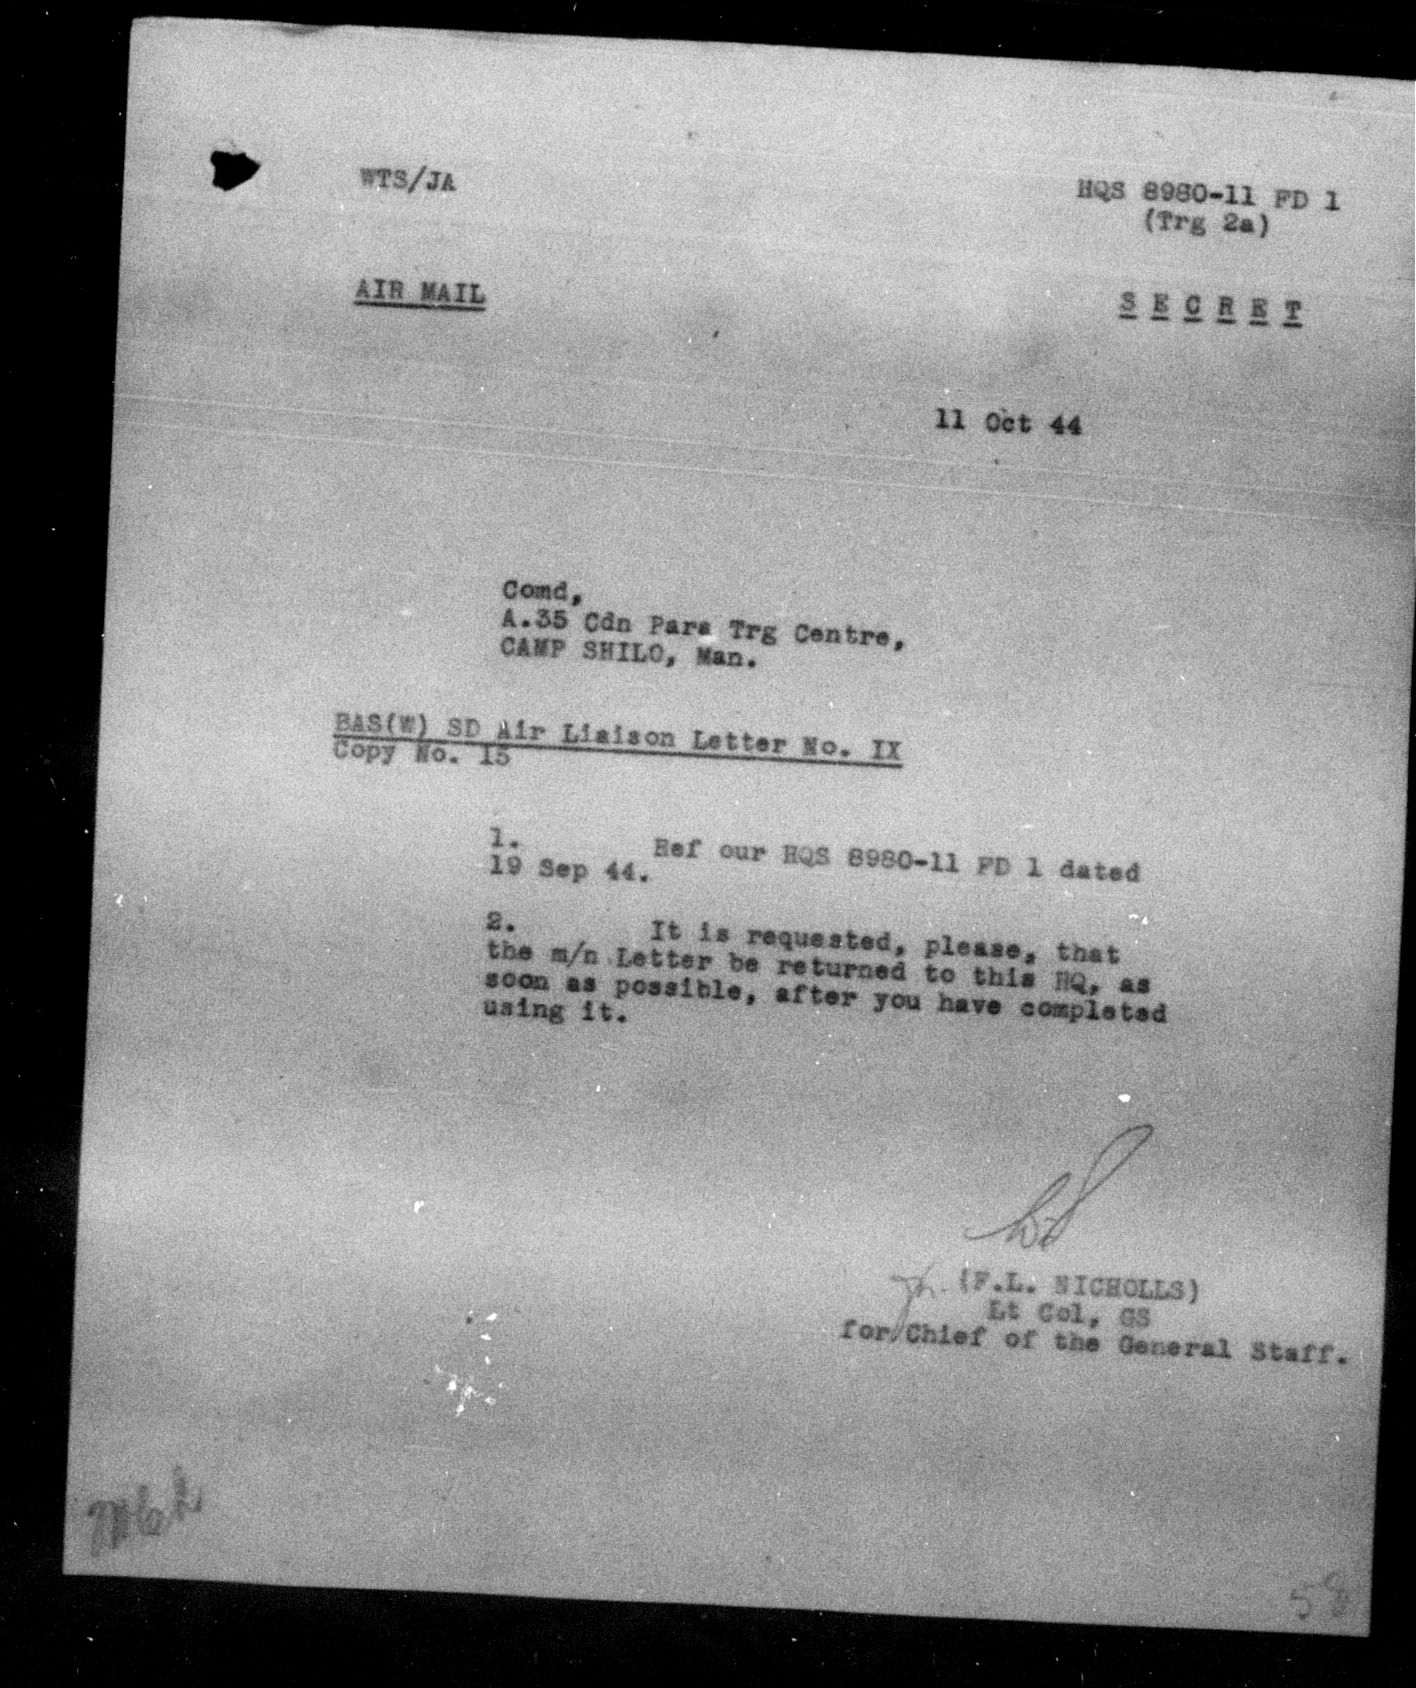 WTS/JA
HQS 8980-11 FD 1
(Trg 2a)
AIR MAIL
S E C R E T
11 Oct 44
Comd,
A.35 Cdn Para Trg Centre,
CAMP SHILO, Man.
BAS(W) SD Air Liaison Letter No. IX
Copy No. 15
1. Ref our HQS 8980-11 FD 1 dated
19 Sep 44.
2. It is requested, please, that
the m/n Letter be returned to this HQ, as
soon as possible, after you have completed
using it.
(F.L. NICHOLLS)
Lt Col, GS
for/Chief of the General Staff.
58